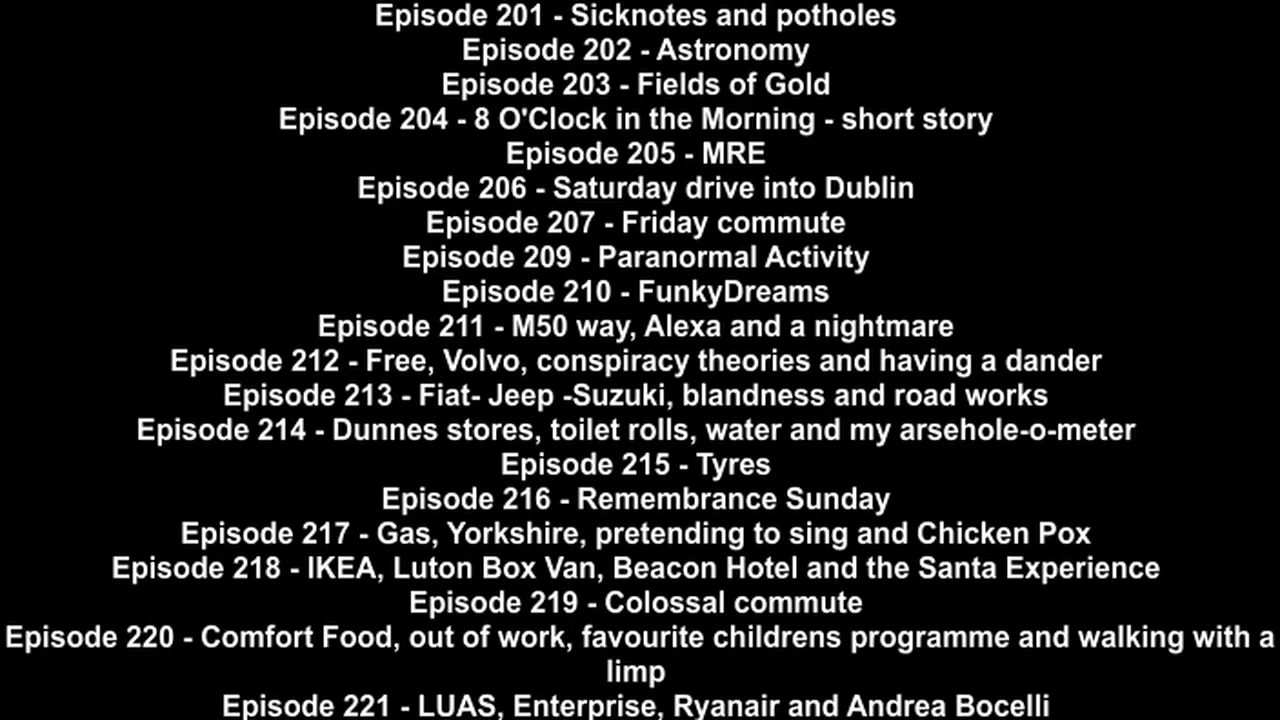 Episode 201 - Sicknotes and potholes
Episode 202 - Astronomy
Episode 203 - Fields of Gold
Episode 204 - 8 O'Clock in the Morning - short story
Episode 205 - MRE
Episode 206 - Saturday drive into Dublin
Episode 207 - Friday commute
Episode 209 - Paranormal Activity
Episode 210 - FunkyDreams
Episode 211 - M50 way, Alexa and a nightmare
Episode 212 - Free, Volvo, conspiracy theories and having a dander
Episode 213 - Fiat- Jeep -Suzuki, blandness and road works
Episode 214 - Dunnes stores, toilet rolls, water and my arsehole-o-meter
Episode 215 - Tyres
Episode 216 - Remembrance Sunday
Episode 217 - Gas, Yorkshire, pretending to sing and Chicken Pox
Episode 218 - IKEA, Luton Box Van, Beacon Hotel and the Santa Experience
Episode 219 - Colossal commute
Episode 220 - Comfort Food, out of work, favourite childrens programme and walking with a
limp
Episode 221 - LUAS, Enterprise, Ryanair and Andrea Bocelli